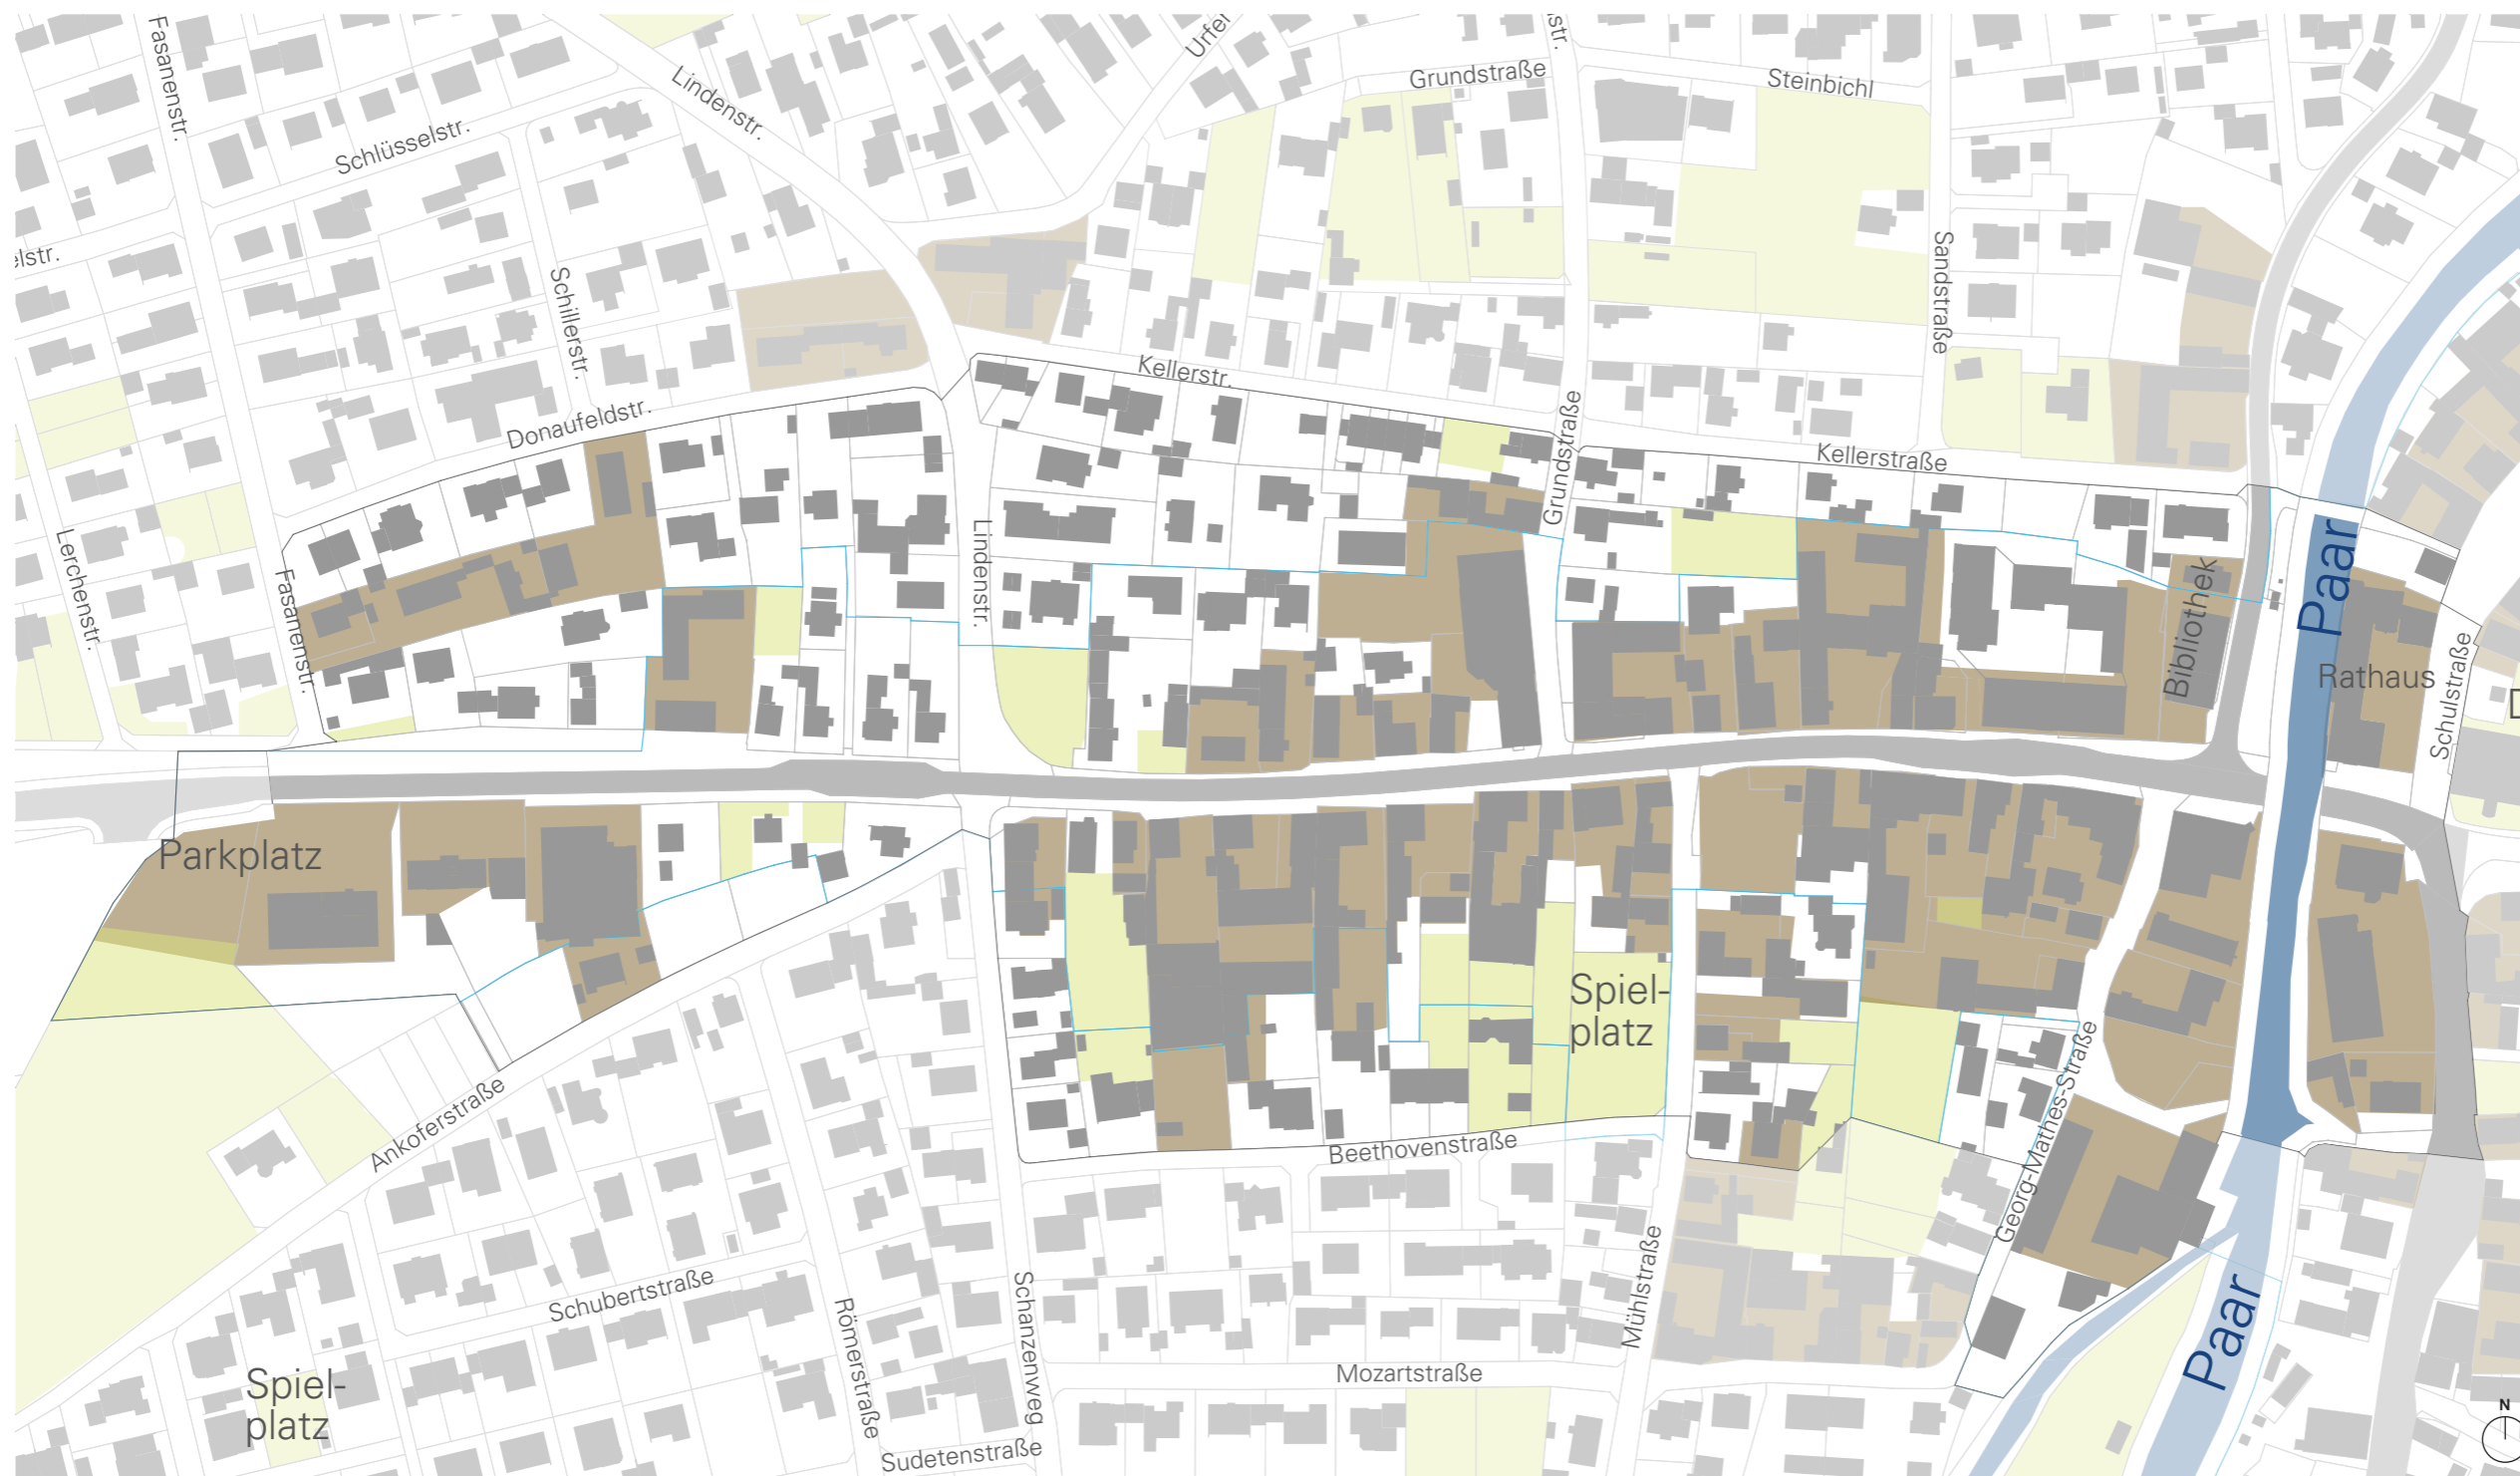 Fasanenstr.
Lindenstr.
Grundstraße
Steinbichl
Schlüsselstr.
Schillerstr.
Sandstraße
Kellerstr.
Donaufeldstr.
Grundstraße
Kellerstraße
Lerchenstr.
Fasanenstr.
Lindenstr.
Bibliothek
Paar
Rathaus
Schulstraße
Parkplatz
Spiel-
platz
Ankoferstraße
Beethovenstraße
Georg-Mathes-Straße
Schubertstraße
Römerstraße
Schanzenweg
Mühlstraße
Paar
Mozartstraße
Spiel-
platz
Sudetenstraße
N